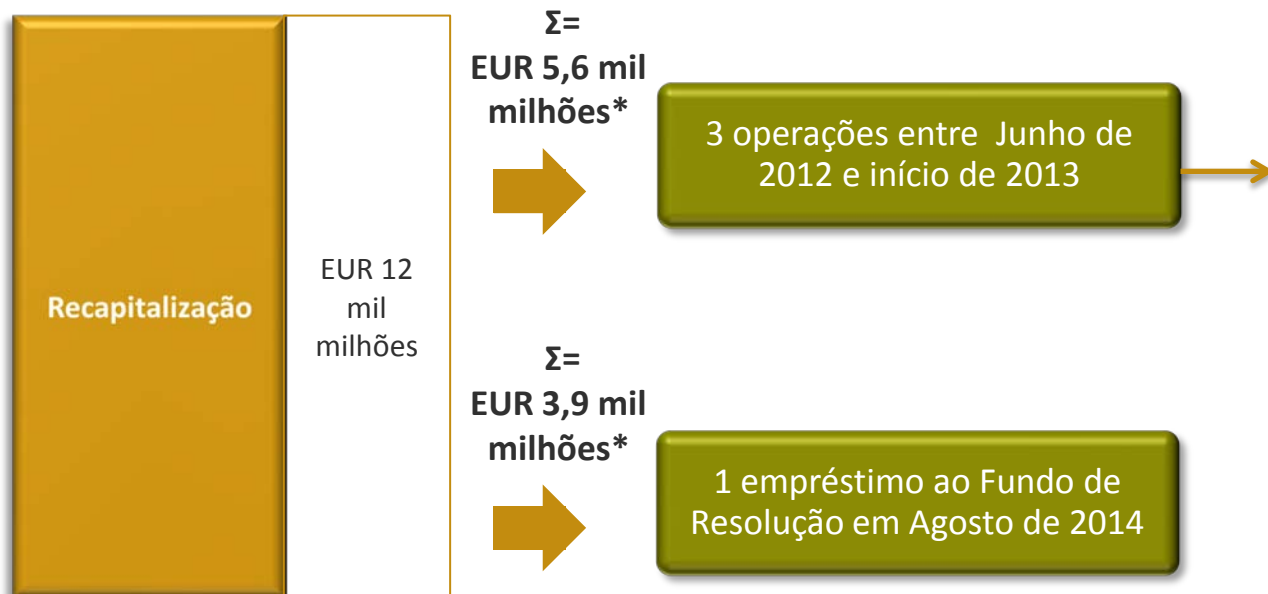 Recapitalização
EUR 12
mil
milhões
Σ=
EUR 5,6 mil
milhões*
3 operações entre Junho de
2012 e início de 2013
Σ=
EUR 3,9 mil
milhões*
1 empréstimo ao Fundo de
Resolução em Agosto de 2014